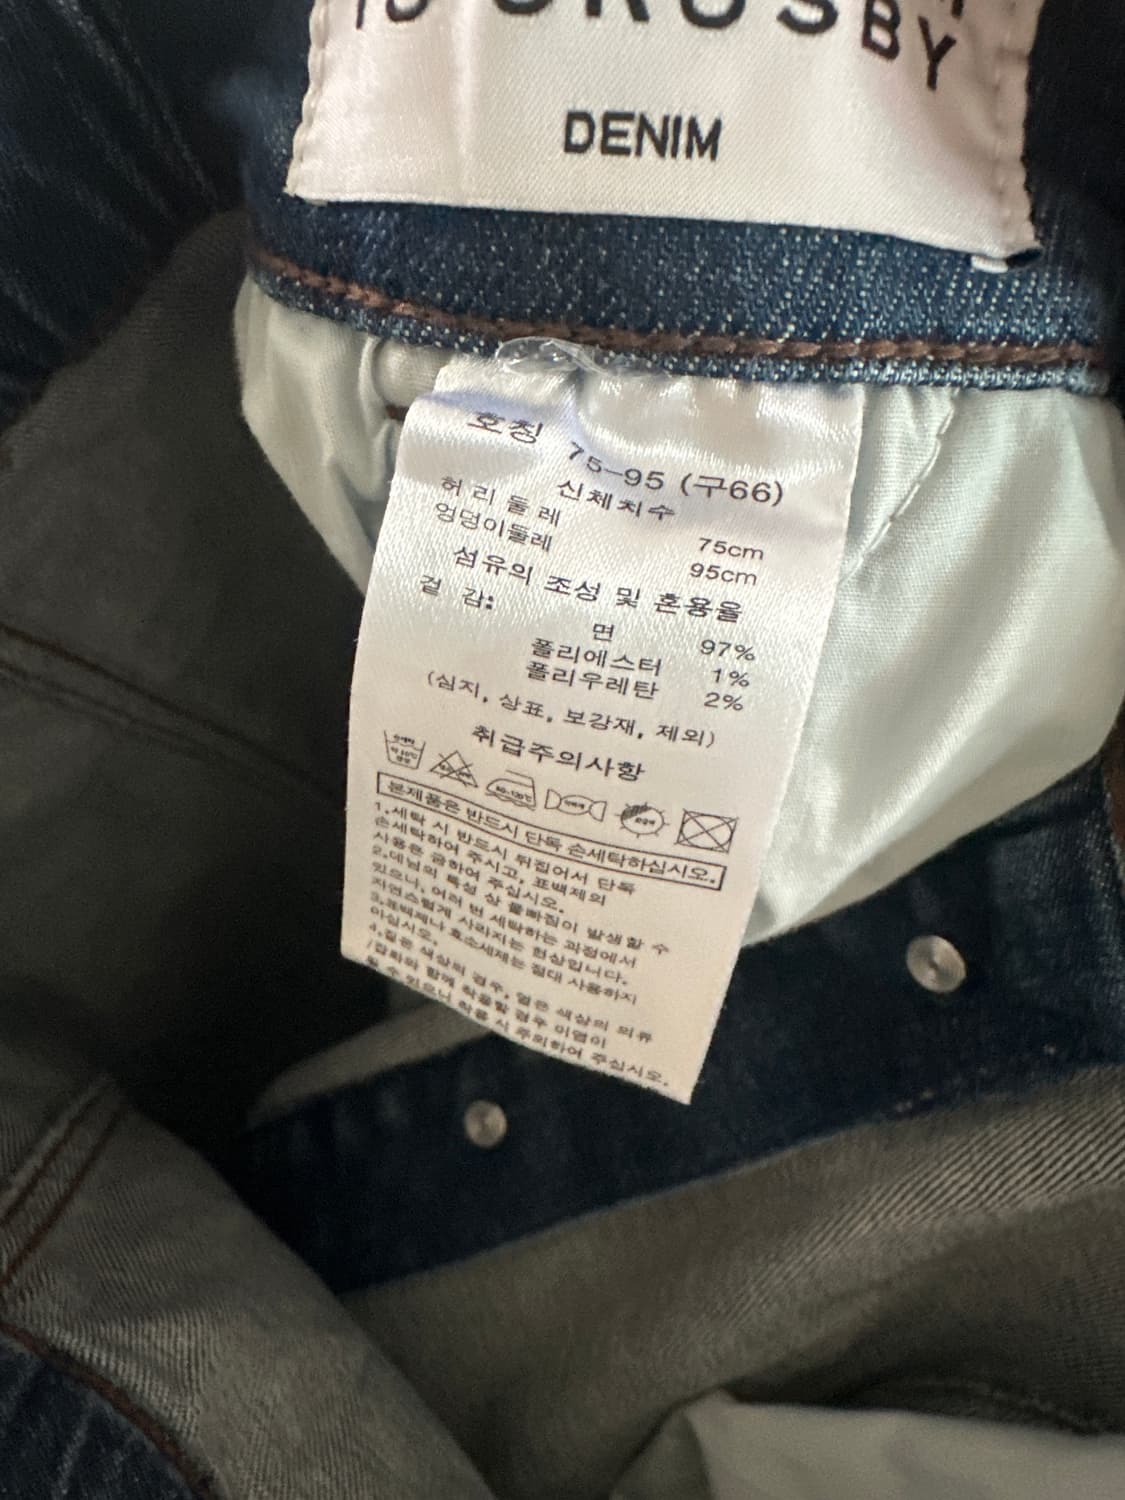 CROSBY
DENIM
호칭
75-95 (구66)
신체치수
허리둘레 75cm
엉덩이둘레 95cm
섬유의 조성 및 혼용율
겉 감:
면 97%
폴리에스터 1%
폴리우레탄 2%
(심지, 상표, 보강재, 제외)
취급주의사항
본제품은 반드시 단독 손세탁하십시오.
1.세탁 시 반드시 뒤집어서 단독
손세탁하여 주시고, 표백제의
사용은 금하여 주십시오.
2.데님의 특성 상 물빠짐이 발생할 수
있으니, 여러 번 세탁하는 과정에서
자연스럽게 사라지는 현상입니다.
3.표백제나 효소세제는 절대 사용하지
마십시오.
4.짙은 색상의 경우, 옅은 색상의 의류
/잡화와 함께 착용할 경우 이염이
될 수 있으니 착용 시 주의하여 주십시오.